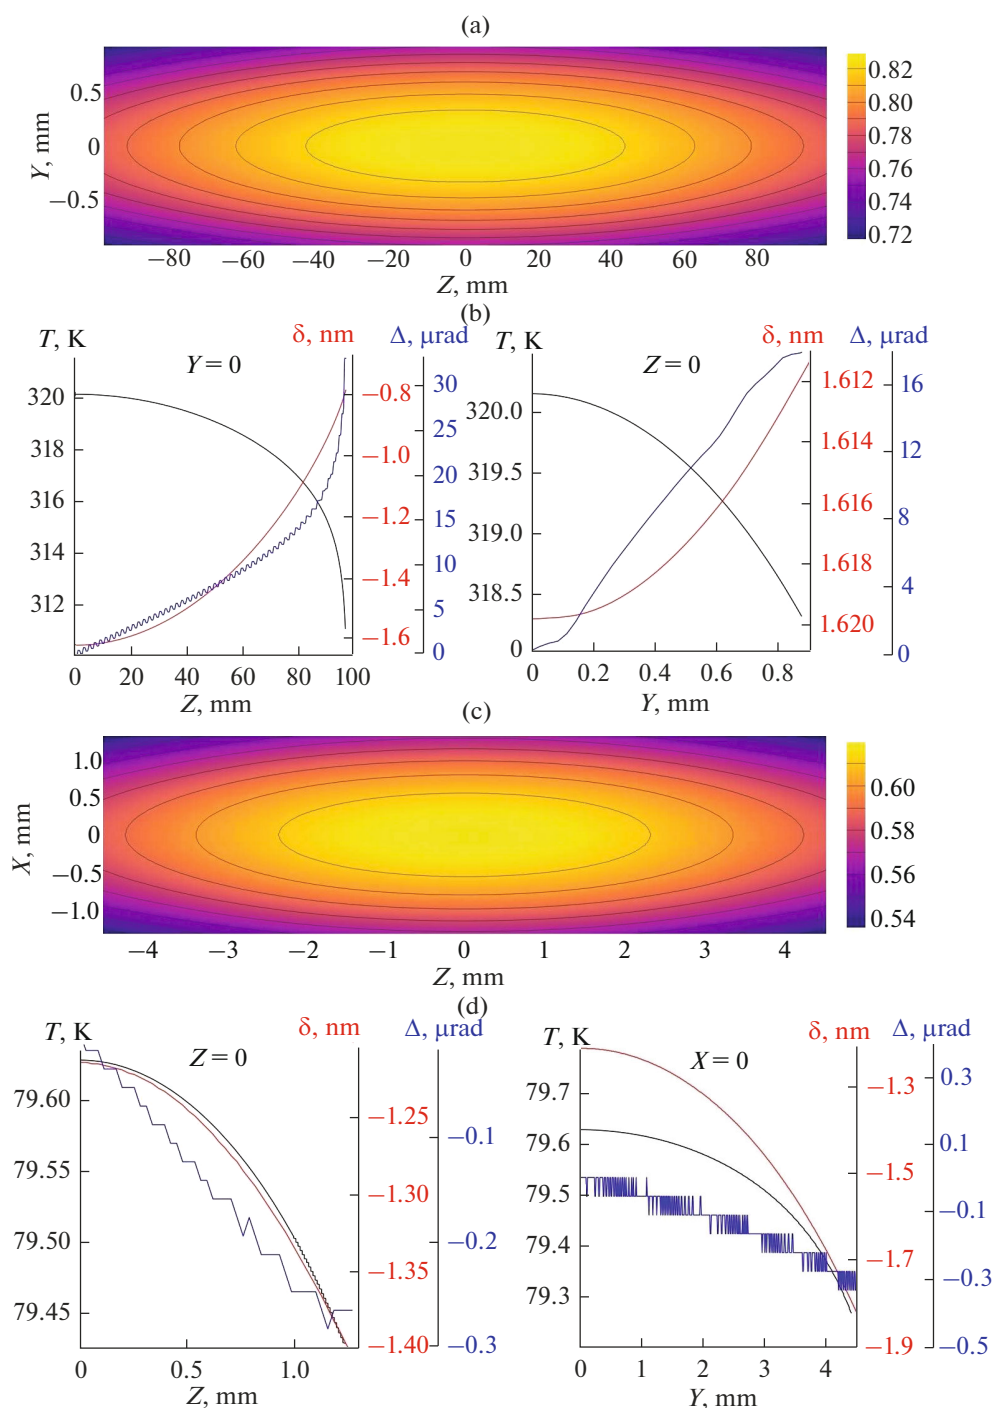 (a)
0.5
0
−0.5
Y, mm
−80 −60 −40 −20 0 20 40 60 80
Z, mm
0.82
0.80
0.78
0.76
0.74
0.72
(b)
T, K
δ, nm
Δ, μrad
Y = 0
320
318
316
314
312
−0.8
−1.0
−1.2
−1.4
−1.6
30
25
20
15
10
5
0
0 20 40 60 80 100
Z, mm
T, K
δ, nm
Δ, μrad
Z = 0
320.0
319.5
319.0
318.5
0
1.612
1.614
1.616
1.618
1.620
16
12
8
4
0
0 0.2 0.4 0.6 0.8
Y, mm
(c)
1.0
0.5
0
−0.5
−1.0
X, mm
−4 −3 −2 −1 0 1 2 3 4
Z, mm
0.60
0.58
0.56
0.54
(d)
T, K
δ, nm
Δ, μrad
Z = 0
79.60
79.55
79.50
79.45
−1.25
−1.30
−1.35
−1.40
−0.1
−0.2
−0.3
0 0.5 1.0
Z, mm
T, K
δ, nm
Δ, μrad
X = 0
79.7
79.6
79.5
79.4
79.3
−1.3
−1.5
−1.7
−1.9
0.3
0.1
−0.1
−0.3
−0.5
0 1 2 3 4
Y, mm